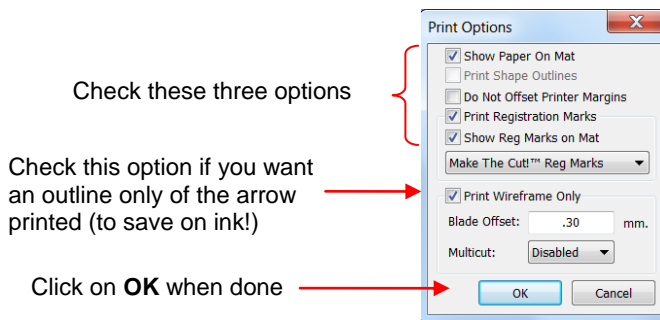 Print Options
Show Paper On Mat
Print Shape Outlines
Do Not Offset Printer Margins
Print Registration Marks
Show Reg Marks on Mat
Make The Cut!™ Reg Marks
Check these three options
Check this option if you want
an outline only of the arrow
printed (to save on ink!)
Print Wireframe Only
Blade Offset: .30 mm.
Multicut: Disabled
Click on OK when done
OK Cancel